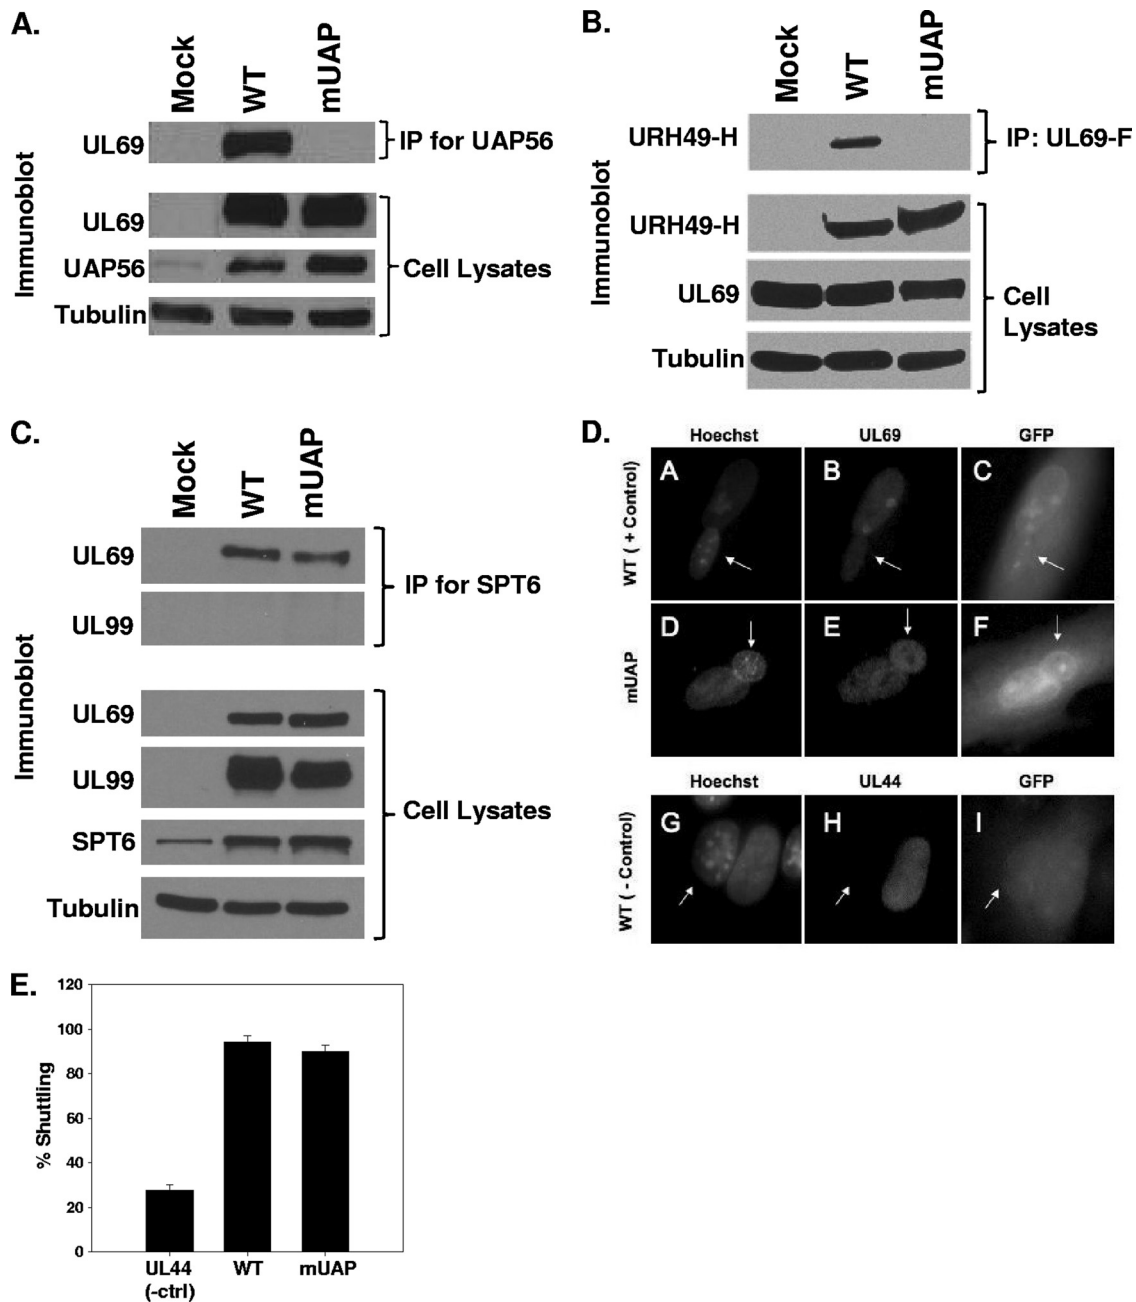 A.
Mock
WT
mUAP
Immunoblot
UL69
IP for UAP56
UL69
UAP56
Tubulin
Cell Lysates
B.
Mock
WT
mUAP
Immunoblot
URH49-H
IP: UL69-F
URH49-H
UL69
Tubulin
Cell
Lysates
C.
Mock
WT
mUAP
Immunoblot
UL69
UL99
IP for SPT6
UL69
UL99
SPT6
Tubulin
Cell Lysates
D.
Hoechst UL69 GFP
WT ( + Control)
A B C
mUAP
D E F
Hoechst UL44 GFP
WT ( - Control)
G H I
E.
% Shuttling
120
100
80
60
40
20
0
UL44 WT mUAP
(-ctrl)